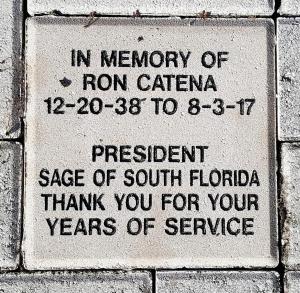 IN MEMORY OF
RON CATENA
12-20-38 TO 8-3-17
PRESIDENT
SAGE OF SOUTH FLORIDA
THANK YOU FOR YOUR
YEARS OF SERVICE